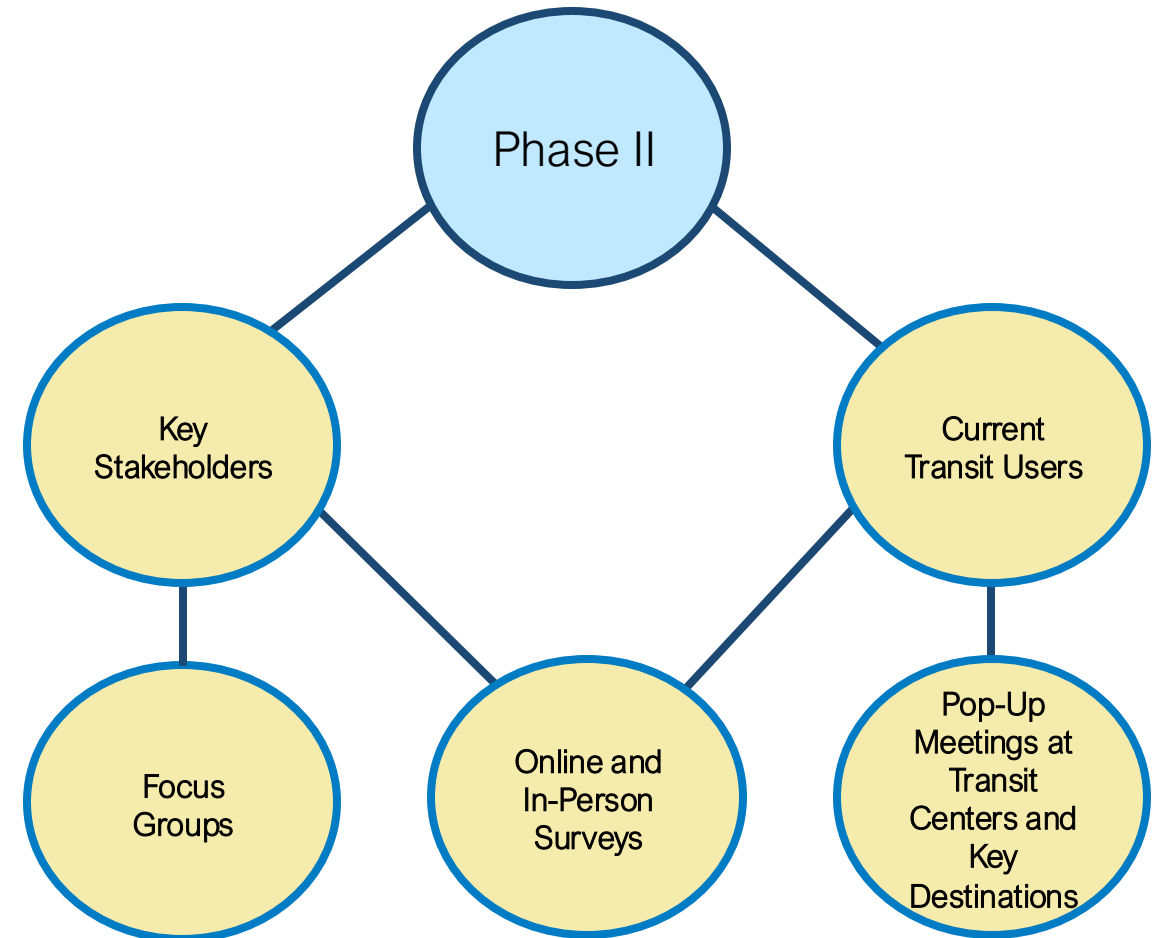 Phase II
Key
Stakeholders
Current
Transit Users
Focus
Groups
Online and
In-Person
Surveys
Pop-Up
Meetings at
Transit
Centers and
Key
Destinations